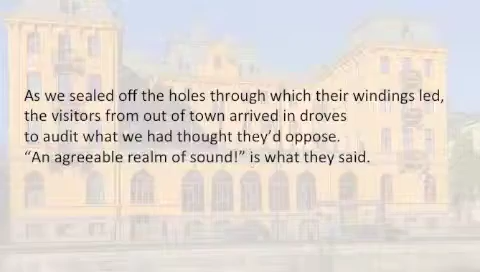 As we sealed off the holes through which their windings led,
the visitors from out of town arrived in droves
to audit what we had thought they’d oppose.
“An agreeable realm of sound!” is what they said.